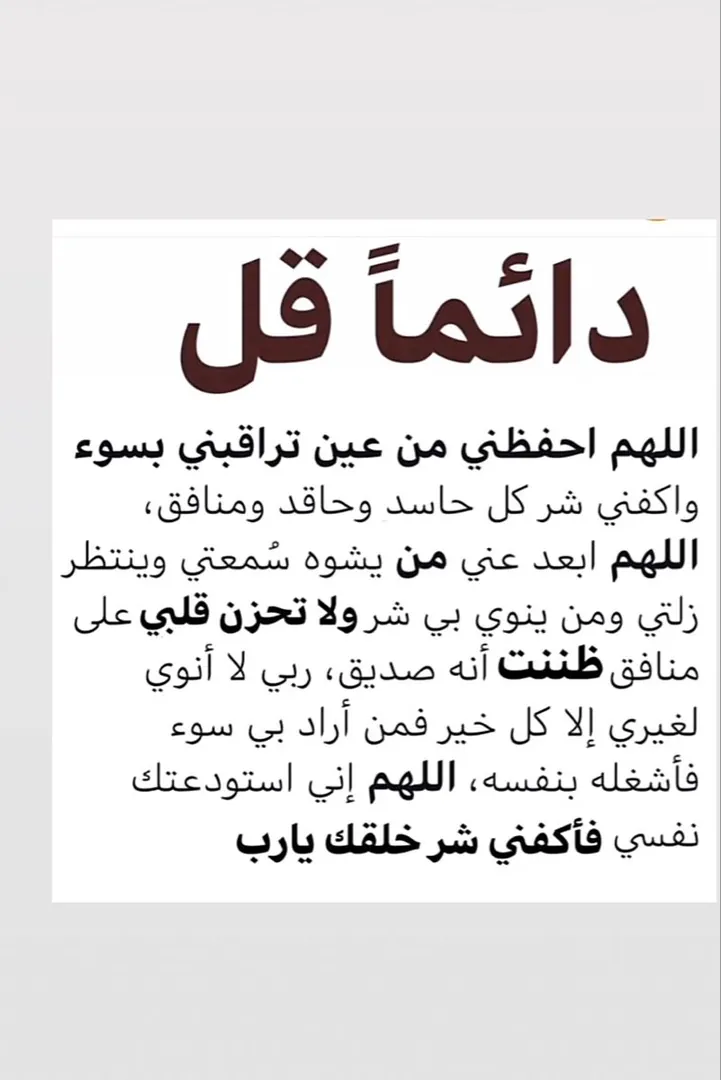 دائماً قل
اللهم احفظني من عين تراقبني بسوء
واكفني شر كل حاسد وحاقد ومنافق،
اللهم ابعد عني من يشوه سُمعتي وينتظر
زلتي ومن ينوي بي شر ولا تحزن قلبي على
منافق ظننت أنه صديق، ربي لا أنوي
لغيري إلا كل خير فمن أراد بي سوء
فأشغله بنفسه، اللهم إني استودعتك
نفسي فأكفني شر خلقك يارب